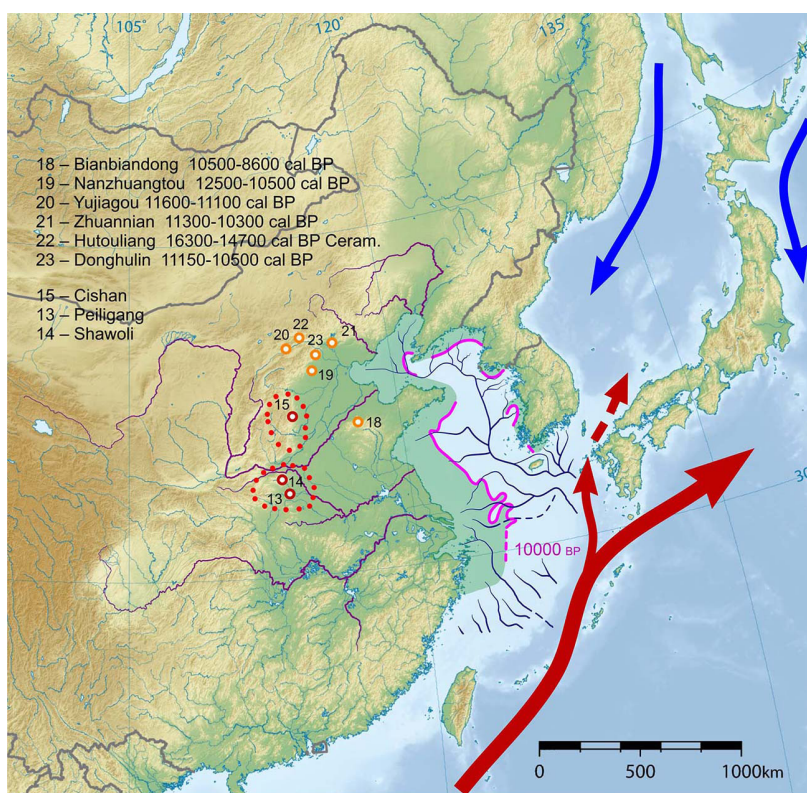 105°
120°
135°
18 – Bianbiandong 10500-8600 cal BP
19 – Nanzhuangtou 12500-10500 cal BP
20 – Yujiagou 11600-11100 cal BP
21 – Zhuannian 11300-10300 cal BP
22 – Hutouliang 16300-14700 cal BP Ceram.
23 – Donghulin 11150-10500 cal BP
15 – Cishan
13 – Peiligang
14 – Shawoli
22
21
20
23
19
15
18
14
13
30
10000 BP
0 500 1000km